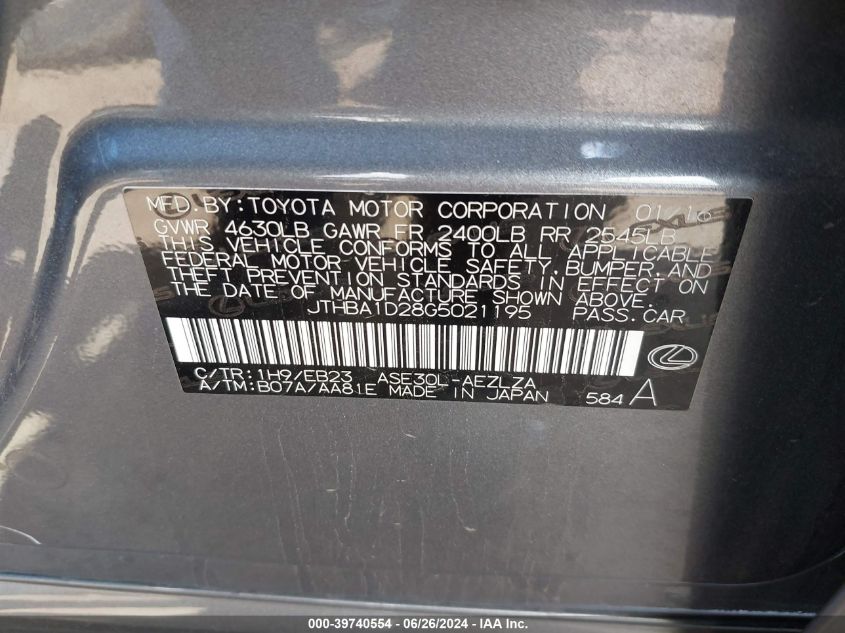 MFD. BY: TOYOTA MOTOR CORPORATION 01/16
GVWR 4630LB GAWR FR 2400LB RR 2545LB
THIS VEHICLE CONFORMS TO ALL APPLICABLE
FEDERAL MOTOR VEHICLE SAFETY, BUMPER, AND
THEFT PREVENTION STANDARDS IN EFFECT ON
THE DATE OF MANUFACTURE SHOWN ABOVE.
JTHBA1D28G5021195 PASS. CAR
C/TR: 1H9/EB23 ASE30L-AEZLZA
A/TM: B07A/AA81E MADE IN JAPAN 584 A
000-39740554 - 06/26/2024 - IAA Inc.